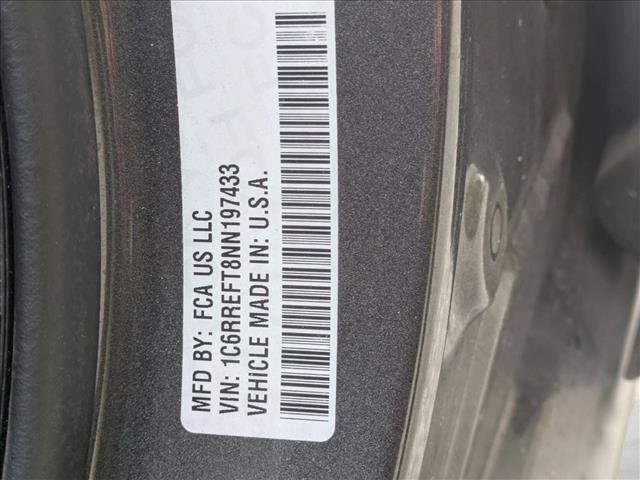 MFD BY: FCA US LLC
VIN: 1C6RREFT8NN197433
VEHICLE MADE IN: U.S.A.